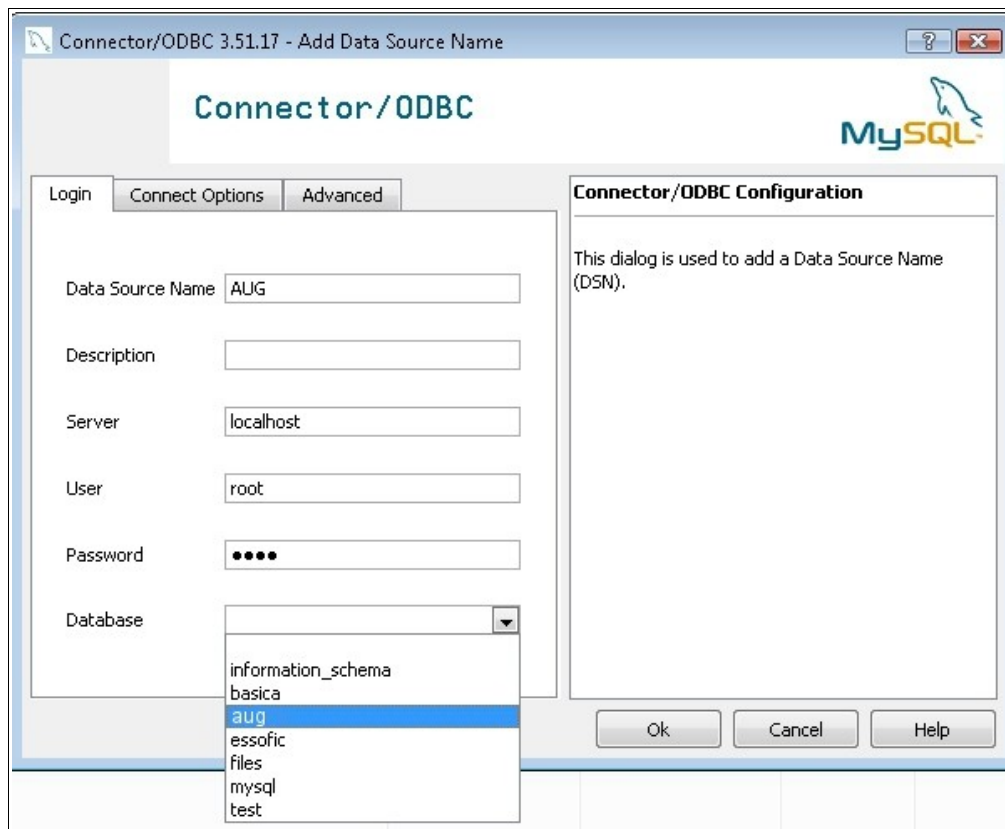 Connector/ODBC 3.51.17 - Add Data Source Name
Connector/ODBC
MySQL
Login
Connect Options
Advanced
Data Source Name AUG
Description
Server localhost
User root
Password ••••
Database
information_schema
basica
aug
essofic
files
mysql
test
Connector/ODBC Configuration
This dialog is used to add a Data Source Name
(DSN).
Ok
Cancel
Help